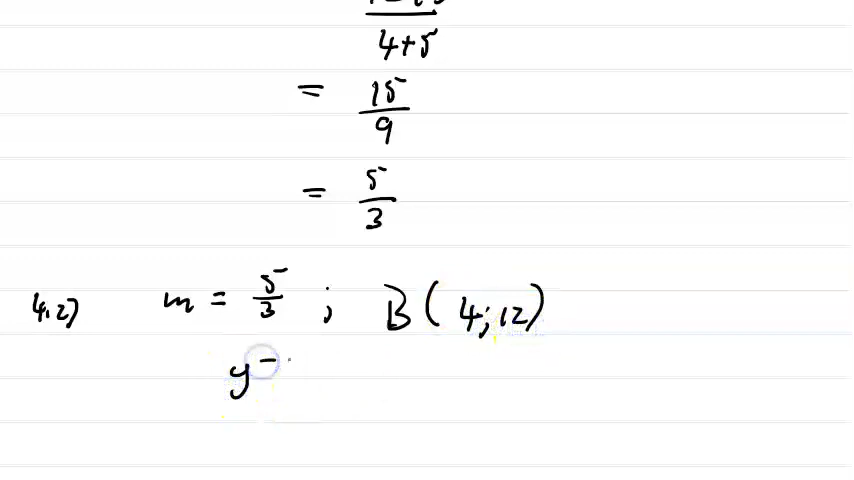 4+5
= 15/9
= 5/3
4.2) m = 5/3 ; B(4;12)
y -